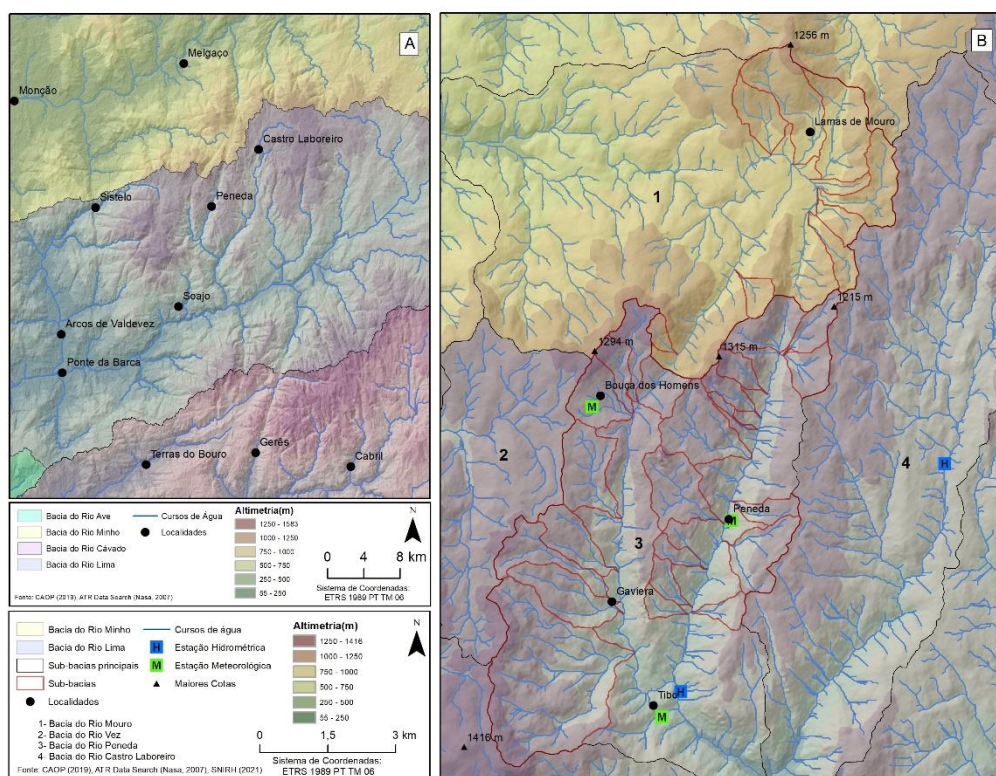 A
Melgaço
Monção
Castro Laboreiro
Sistelo
Peneda
Soajo
Arcos de Valdevez
Ponte da Barca
Terras do Bouro
Gerês
Cabril
Bacia do Rio Ave
Bacia do Rio Minho
Bacia do Rio Cávado
Bacia do Rio Lima
Cursos de Água
Localidades
Altimetria(m)
1250 - 1583
1000 - 1250
750 - 1000
500 - 750
250 - 500
55 - 250
N
0 4 8 km
Sistema de Coordenadas:
ETRS 1989 PT TM 06
Fonte: CAOP (2019), ATR Data Search (Nasa, 2007)
Bacia do Rio Minho
Bacia do Rio Lima
Sub-bacias principais
Sub-bacias
Localidades
Cursos de água
H Estação Hidrométrica
M Estação Meteorológica
Maiores Cotas
1- Bacia do Rio Mouro
2- Bacia do Rio Vez
3- Bacia do Rio Peneda
4- Bacia do Rio Castro Laboreiro
Altimetria(m)
1250 - 1416
1000 - 1250
750 - 1000
500 - 750
250 - 500
55 - 250
N
0 1,5 3 km
Sistema de Coordenadas:
ETRS 1989 PT TM 06
Fonte: CAOP (2019), ATR Data Search (Nasa, 2007), SNIRH (2021)
B
1256 m
Lamas de Mouro
1
1215 m
1294 m
1315 m
Bouça dos Homens
M
2
4
H
Peneda
M
3
Gaviera
Tibo
H
M
1416 m